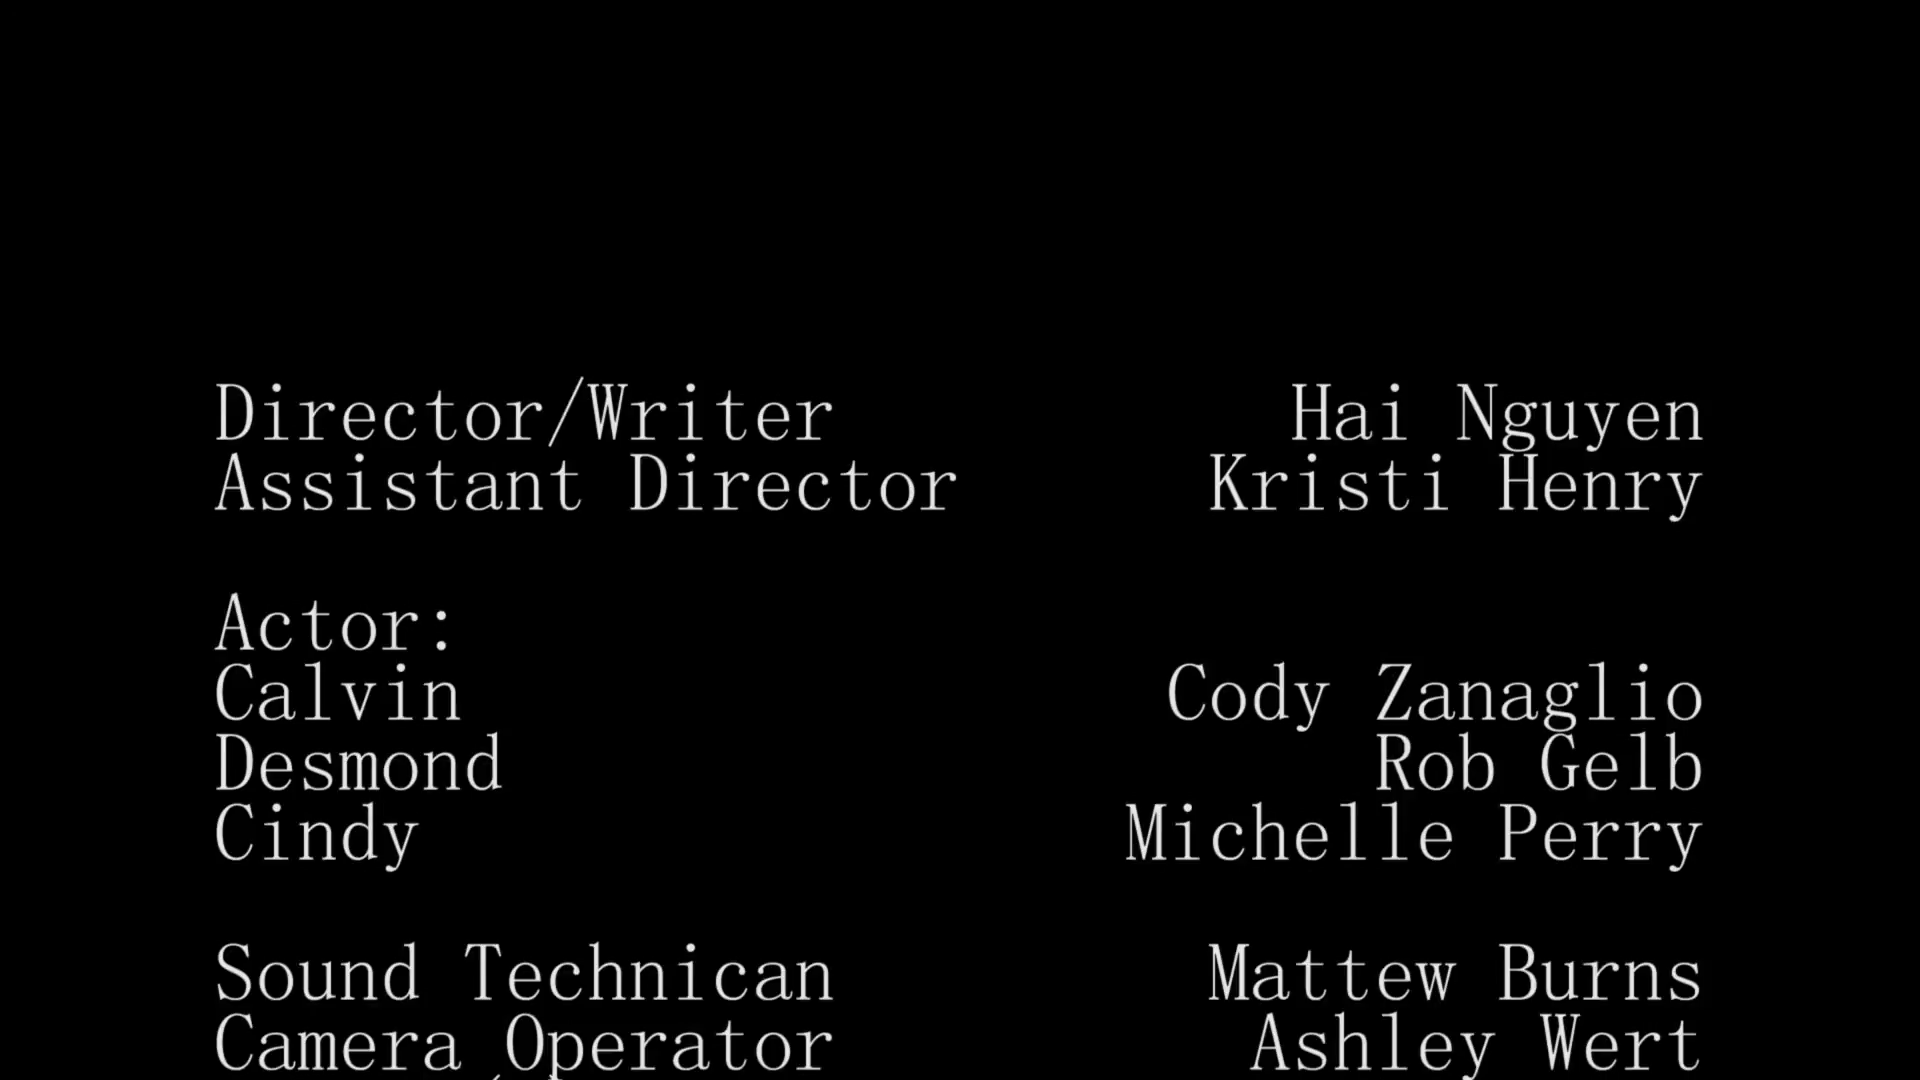 Director/Writer Hai Nguyen
Assistant Director Kristi Henry
Actor:
Calvin Cody Zanaglio
Desmond Rob Gelb
Cindy Michelle Perry
Sound Technican Mattew Burns
Camera Operator Ashley Wert